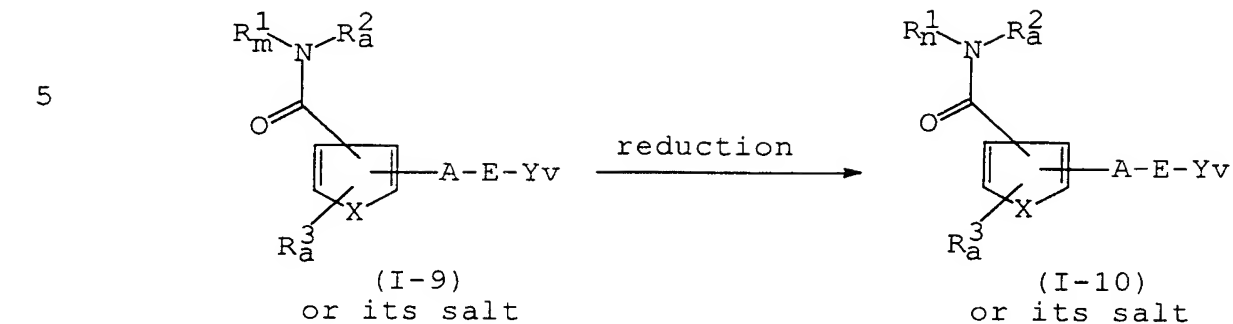 R¹ₘ N R²ₐ R¹ₙ N R²ₐ
5
O O
reduction
A-E-Yv A-E-Yv
X X
R³ₐ R³ₐ
(I-9) (I-10)
or its salt or its salt